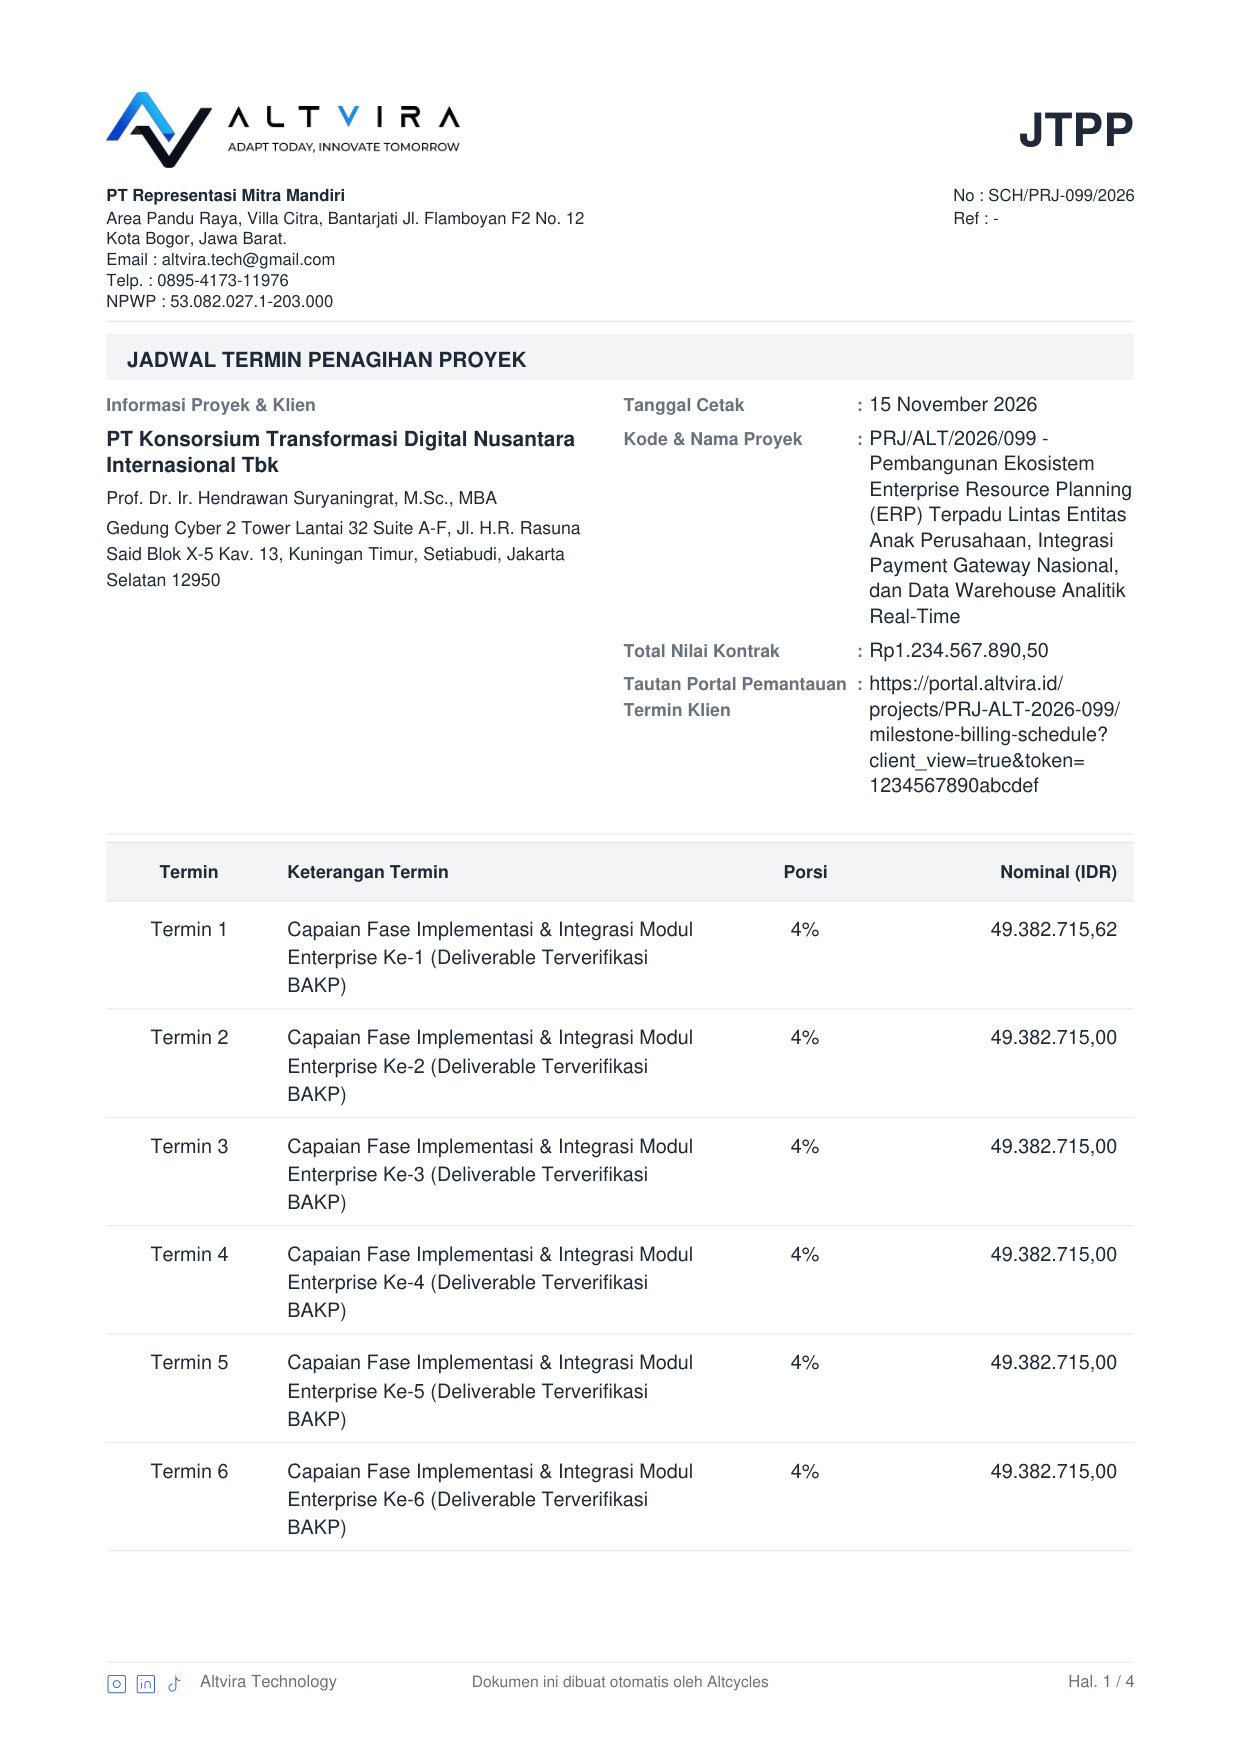 ALTVIRA
ADAPT TODAY, INNOVATE TOMORROW
JTPP
PT Representasi Mitra Mandiri
Area Pandu Raya, Villa Citra, Bantarjati Jl. Flamboyan F2 No. 12
Kota Bogor, Jawa Barat.
Email : altvira.tech@gmail.com
Telp. : 0895-4173-11976
NPWP : 53.082.027.1-203.000
No : SCH/PRJ-099/2026
Ref : -
JADWAL TERMIN PENAGIHAN PROYEK
Informasi Proyek & Klien
PT Konsorsium Transformasi Digital Nusantara
Internasional Tbk
Prof. Dr. Ir. Hendrawan Suryaningrat, M.Sc., MBA
Gedung Cyber 2 Tower Lantai 32 Suite A-F, Jl. H.R. Rasuna
Said Blok X-5 Kav. 13, Kuningan Timur, Setiabudi, Jakarta
Selatan 12950
Tanggal Cetak : 15 November 2026
Kode & Nama Proyek : PRJ/ALT/2026/099 -
Pembangunan Ekosistem
Enterprise Resource Planning
(ERP) Terpadu Lintas Entitas
Anak Perusahaan, Integrasi
Payment Gateway Nasional,
dan Data Warehouse Analitik
Real-Time
Total Nilai Kontrak : Rp1.234.567.890,50
Tautan Portal Pemantauan : https://portal.altvira.id/
Termin Klien projects/PRJ-ALT-2026-099/
milestone-billing-schedule?
client_view=true&token=
1234567890abcdef
Termin Keterangan Termin Porsi Nominal (IDR)
Termin 1 Capaian Fase Implementasi & Integrasi Modul 4% 49.382.715,62
Enterprise Ke-1 (Deliverable Terverifikasi
BAKP)
Termin 2 Capaian Fase Implementasi & Integrasi Modul 4% 49.382.715,00
Enterprise Ke-2 (Deliverable Terverifikasi
BAKP)
Termin 3 Capaian Fase Implementasi & Integrasi Modul 4% 49.382.715,00
Enterprise Ke-3 (Deliverable Terverifikasi
BAKP)
Termin 4 Capaian Fase Implementasi & Integrasi Modul 4% 49.382.715,00
Enterprise Ke-4 (Deliverable Terverifikasi
BAKP)
Termin 5 Capaian Fase Implementasi & Integrasi Modul 4% 49.382.715,00
Enterprise Ke-5 (Deliverable Terverifikasi
BAKP)
Termin 6 Capaian Fase Implementasi & Integrasi Modul 4% 49.382.715,00
Enterprise Ke-6 (Deliverable Terverifikasi
BAKP)
Altvira Technology Dokumen ini dibuat otomatis oleh Altcycles Hal. 1 / 4